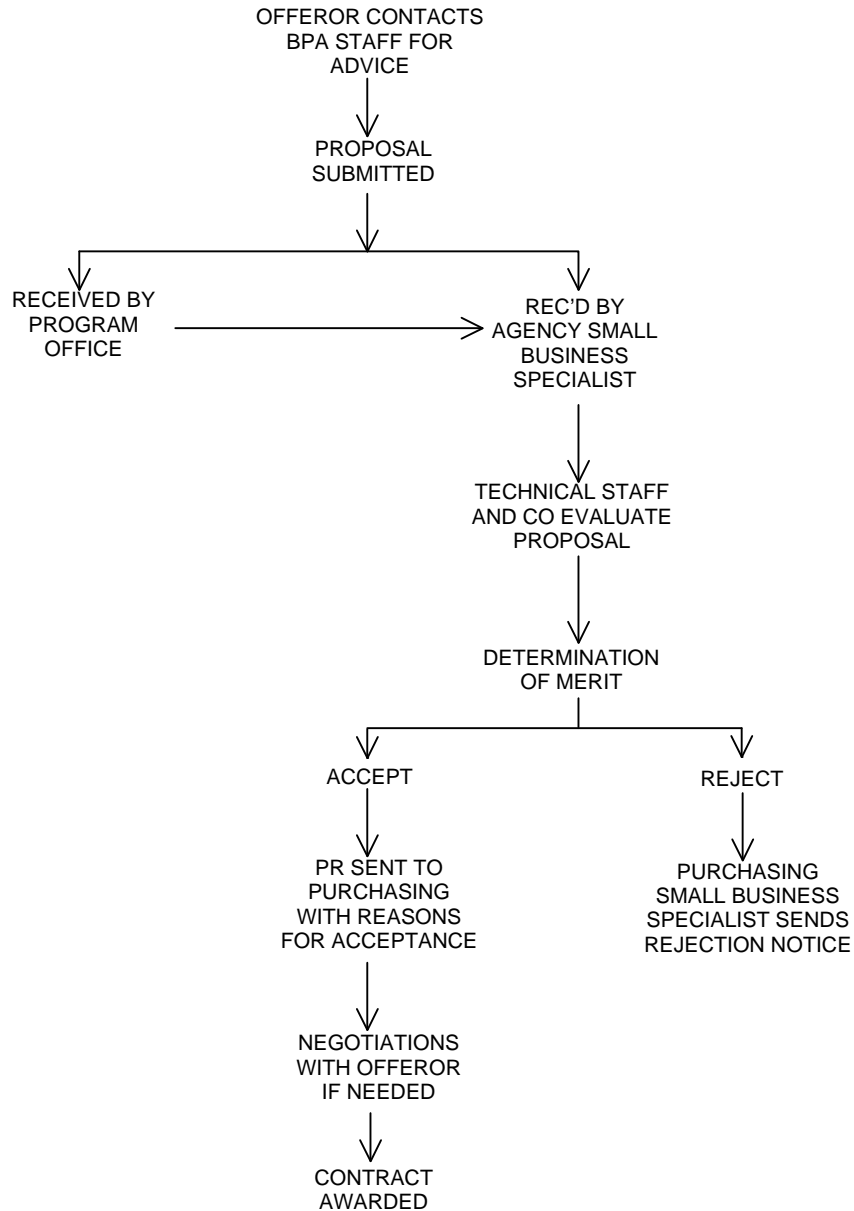 OFFEROR CONTACTS
BPA STAFF FOR
ADVICE
PROPOSAL
SUBMITTED
RECEIVED BY
PROGRAM
OFFICE
REC'D BY
AGENCY SMALL
BUSINESS
SPECIALIST
TECHNICAL STAFF
AND CO EVALUATE
PROPOSAL
DETERMINATION
OF MERIT
ACCEPT
REJECT
PR SENT TO
PURCHASING
WITH REASONS
FOR ACCEPTANCE
PURCHASING
SMALL BUSINESS
SPECIALIST SENDS
REJECTION NOTICE
NEGOTIATIONS
WITH OFFEROR
IF NEEDED
CONTRACT
AWARDED